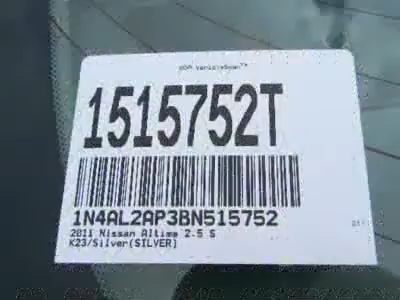 1515752T
1N4AL2AP3BN515752
2011 Nissan Altima 2.5 S
K23/Silver(SILVER)